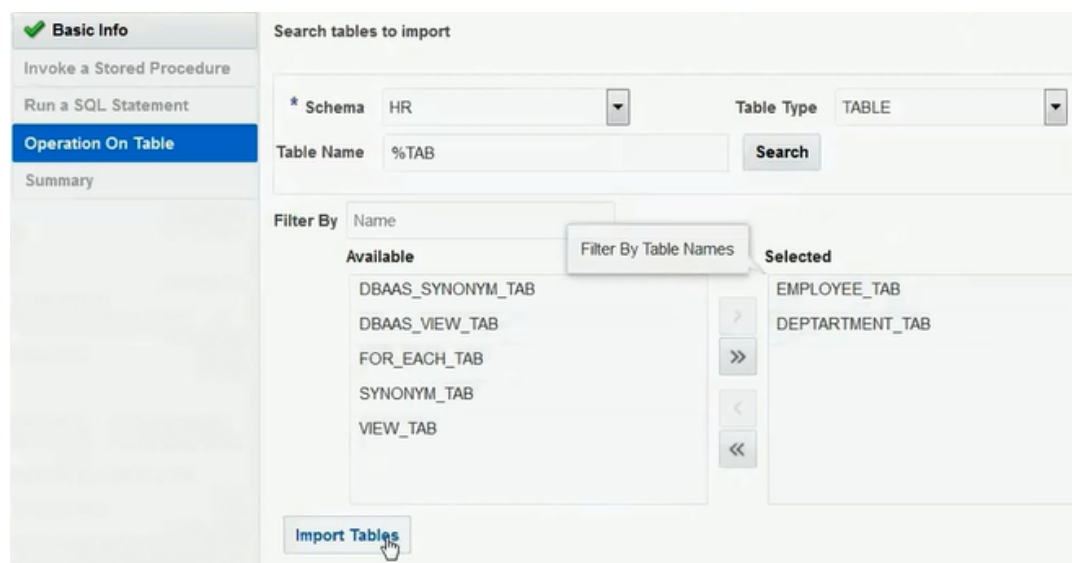 Basic Info
Search tables to import
Invoke a Stored Procedure
Run a SQL Statement
* Schema HR Table Type TABLE
Operation On Table
Table Name %TAB Search
Summary
Filter By Name
Filter By Table Names
Available Selected
DBAAS_SYNONYM_TAB EMPLOYEE_TAB
DBAAS_VIEW_TAB DEPTARTMENT_TAB
FOR_EACH_TAB
SYNONYM_TAB
VIEW_TAB
Import Tables